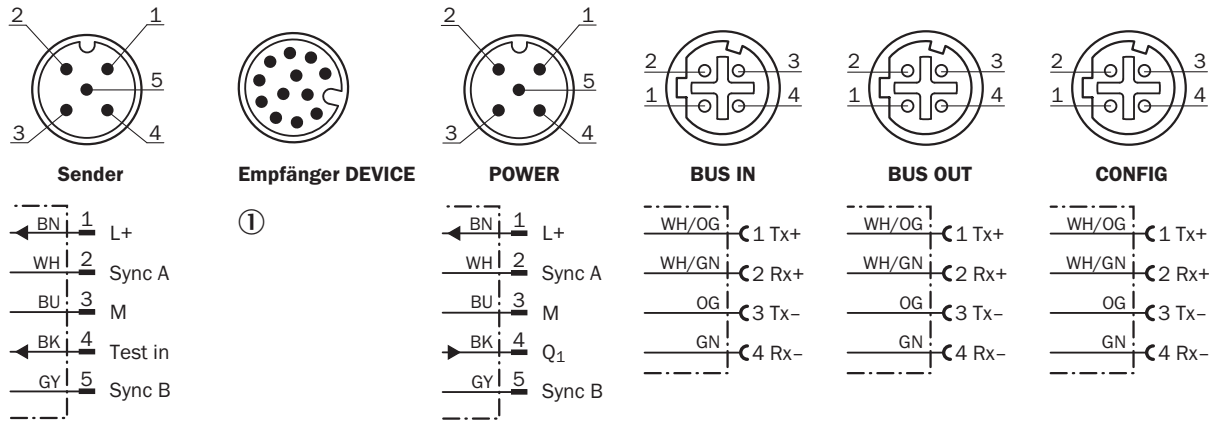 2 1
5
3 4
Sender
BN 1 L+
WH 2 Sync A
BU 3 M
BK 4 Test in
GY 5 Sync B
Empfänger DEVICE
①
2 1
5
3 4
POWER
BN 1 L+
WH 2 Sync A
BU 3 M
BK 4 Q1
GY 5 Sync B
2 3
1 4
BUS IN
WH/OG 1 Tx+
WH/GN 2 Rx+
OG 3 Tx–
GN 4 Rx–
2 3
1 4
BUS OUT
WH/OG 1 Tx+
WH/GN 2 Rx+
OG 3 Tx–
GN 4 Rx–
2 3
1 4
CONFIG
WH/OG 1 Tx+
WH/GN 2 Rx+
OG 3 Tx–
GN 4 Rx–